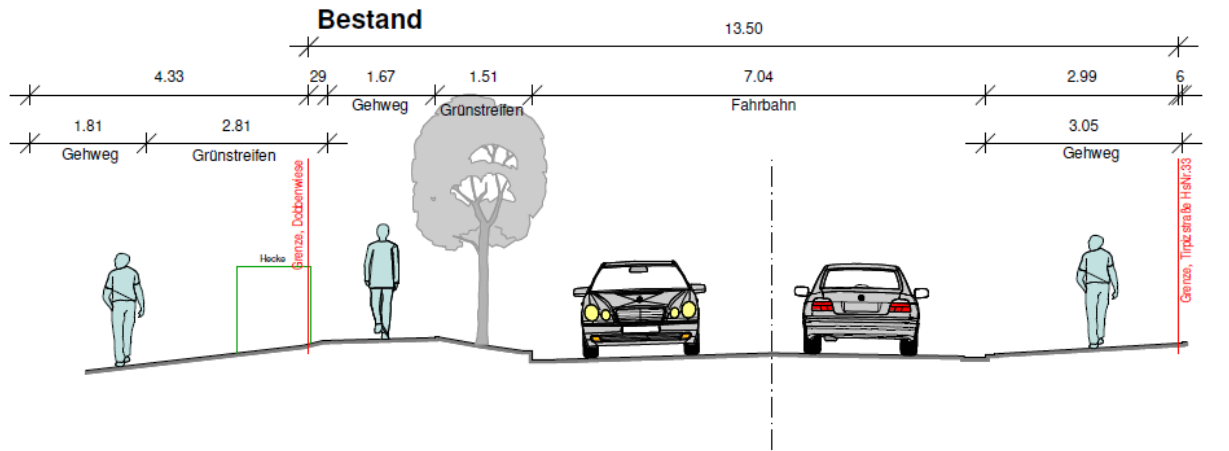 Bestand
13.50
4.33
29
1.67
1.51
7.04
2.99
6
Gehweg
Grünstreifen
Fahrbahn
1.81
2.81
3.05
Gehweg
Grünstreifen
Gehweg
Grenze, Dobbenwiese
Grenze, Tirpizstraße HsNr.33
Hecke